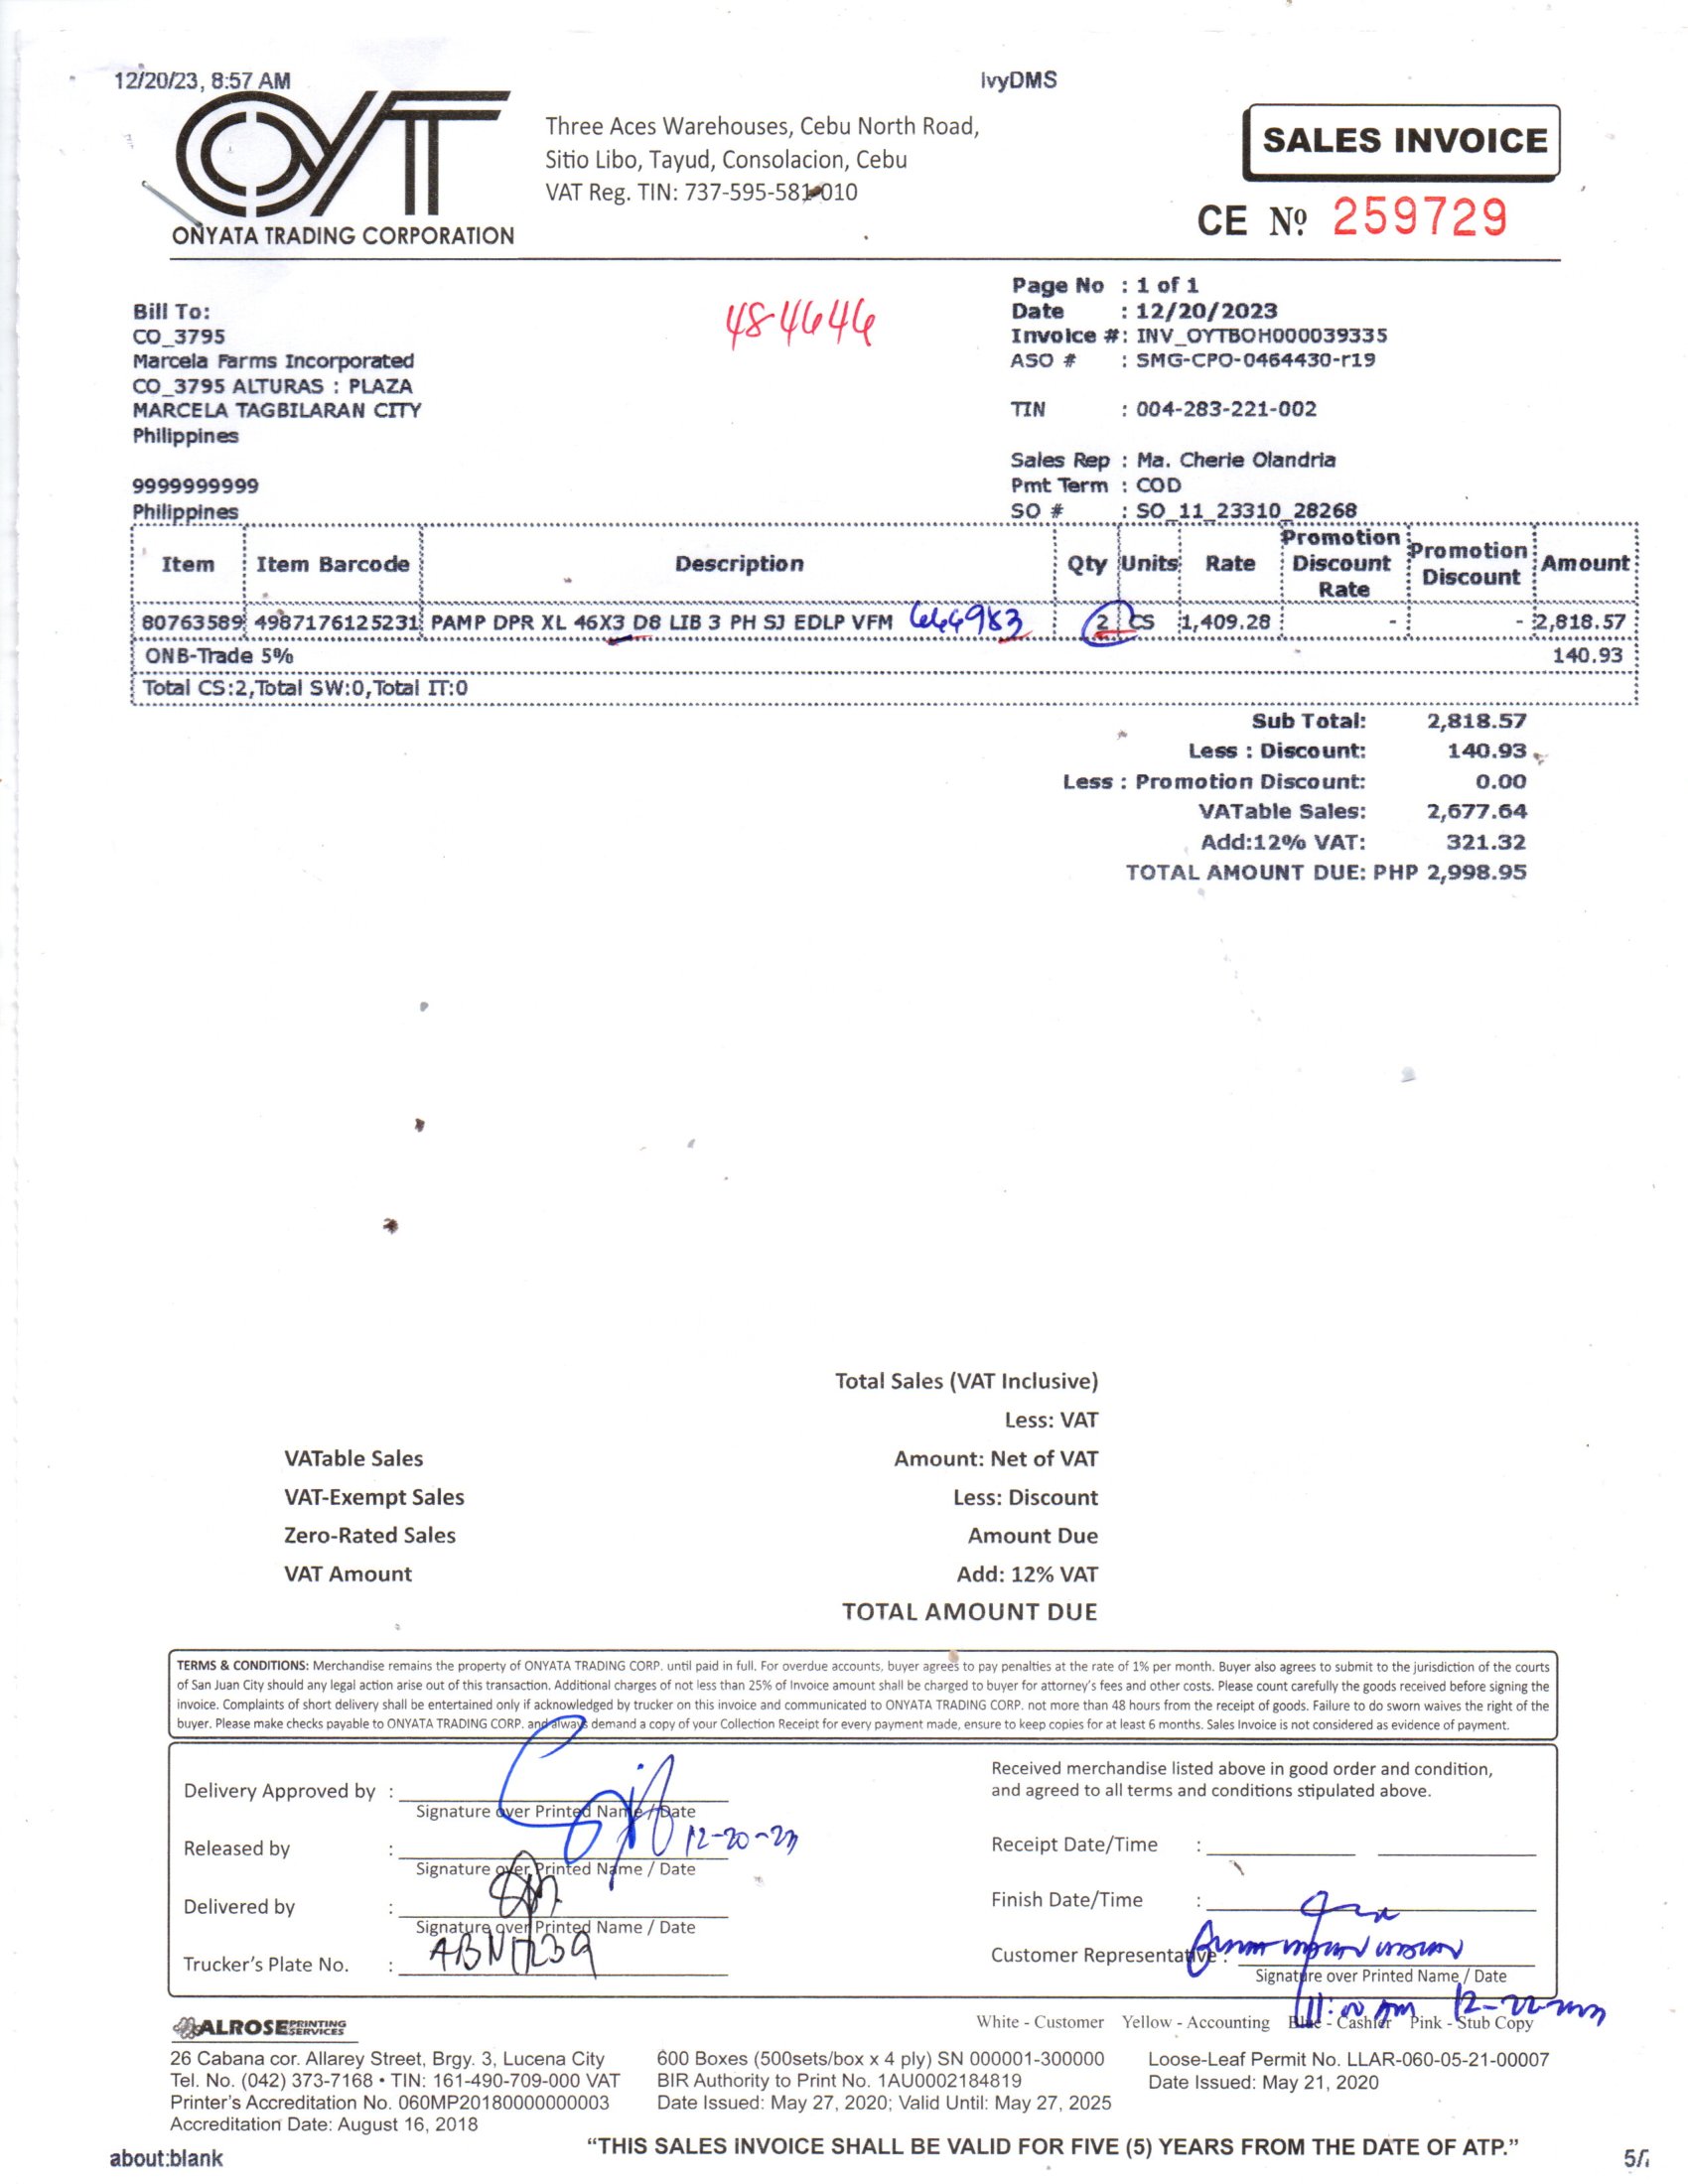 12/20/23, 8:57 AM
IvyDMS
OYT
ONYATA TRADING CORPORATION
Three Aces Warehouses, Cebu North Road,
Sitio Libo, Tayud, Consolacion, Cebu
VAT Reg. TIN: 737-595-581-010
SALES INVOICE
CE Nº 259729
484646
Bill To:
CO_3795
Marcela Farms Incorporated
CO_3795 ALTURAS : PLAZA
MARCELA TAGBILARAN CITY
Philippines
9999999999
Philippines
Page No : 1 of 1
Date : 12/20/2023
Invoice #: INV_OYTBOH000039335
ASO # : SMG-CPO-0464430-r19
TIN : 004-283-221-002
Sales Rep : Ma. Cherie Olandria
Pmt Term : COD
SO # : SO_11_23310_28268
Item Item Barcode Description Qty Units Rate Promotion Discount Rate Promotion Discount Amount
80763589 4987176125231 PAMP DPR XL 46X3 D8 LIB 3 PH SJ EDLP VFM 644983 2 CS 1,409.28 - - 2,818.57
ONB-Trade 5% 140.93
Total CS:2,Total SW:0,Total IT:0
Sub Total: 2,818.57
Less : Discount: 140.93
Less : Promotion Discount: 0.00
VATable Sales: 2,677.64
Add:12% VAT: 321.32
TOTAL AMOUNT DUE: PHP 2,998.95
Total Sales (VAT Inclusive)
Less: VAT
VATable Sales Amount: Net of VAT
VAT-Exempt Sales Less: Discount
Zero-Rated Sales Amount Due
VAT Amount Add: 12% VAT
TOTAL AMOUNT DUE
TERMS & CONDITIONS: Merchandise remains the property of ONYATA TRADING CORP. until paid in full. For overdue accounts, buyer agrees to pay penalties at the rate of 1% per month. Buyer also agrees to submit to the jurisdiction of the courts
of San Juan City should any legal action arise out of this transaction. Additional charges of not less than 25% of Invoice amount shall be charged to buyer for attorney's fees and other costs. Please count carefully the goods received before signing the
invoice. Complaints of short delivery shall be entertained only if acknowledged by trucker on this invoice and communicated to ONYATA TRADING CORP. not more than 48 hours from the receipt of goods. Failure to do sworn waives the right of the
buyer. Please make checks payable to ONYATA TRADING CORP. and always demand a copy of your Collection Receipt for every payment made, ensure to keep copies for at least 6 months. Sales Invoice is not considered as evidence of payment.
Delivery Approved by :
Signature over Printed Name / Date
12-20-23
Released by :
Signature over Printed Name / Date
Delivered by :
Signature over Printed Name / Date
Trucker's Plate No. :
Received merchandise listed above in good order and condition,
and agreed to all terms and conditions stipulated above.
Receipt Date/Time :
Finish Date/Time :
Customer Representative :
Signature over Printed Name / Date
11:00 AM
White - Customer Yellow - Accounting Blue - Cashier Pink - Stub Copy
ALROSE PRINTING SERVICES
26 Cabana cor. Allarey Street, Brgy. 3, Lucena City
Tel. No. (042) 373-7168 • TIN: 161-490-709-000 VAT
Printer's Accreditation No. 060MP20180000000003
Accreditation Date: August 16, 2018
600 Boxes (500sets/box x 4 ply) SN 000001-300000
BIR Authority to Print No. 1AU0002184819
Date Issued: May 27, 2020; Valid Until: May 27, 2025
Loose-Leaf Permit No. LLAR-060-05-21-00007
Date Issued: May 21, 2020
"THIS SALES INVOICE SHALL BE VALID FOR FIVE (5) YEARS FROM THE DATE OF ATP."
about:blank
5/